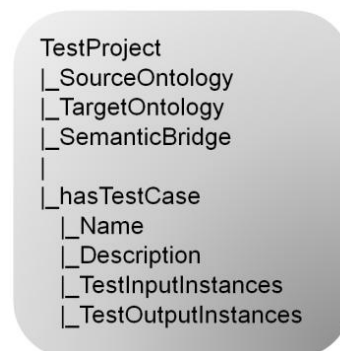 TestProject
|_SourceOntology
|_TargetOntology
|_SemanticBridge
|
|_hasTestCase
|_Name
|_Description
|_TestInputInstances
|_TestOutputInstances